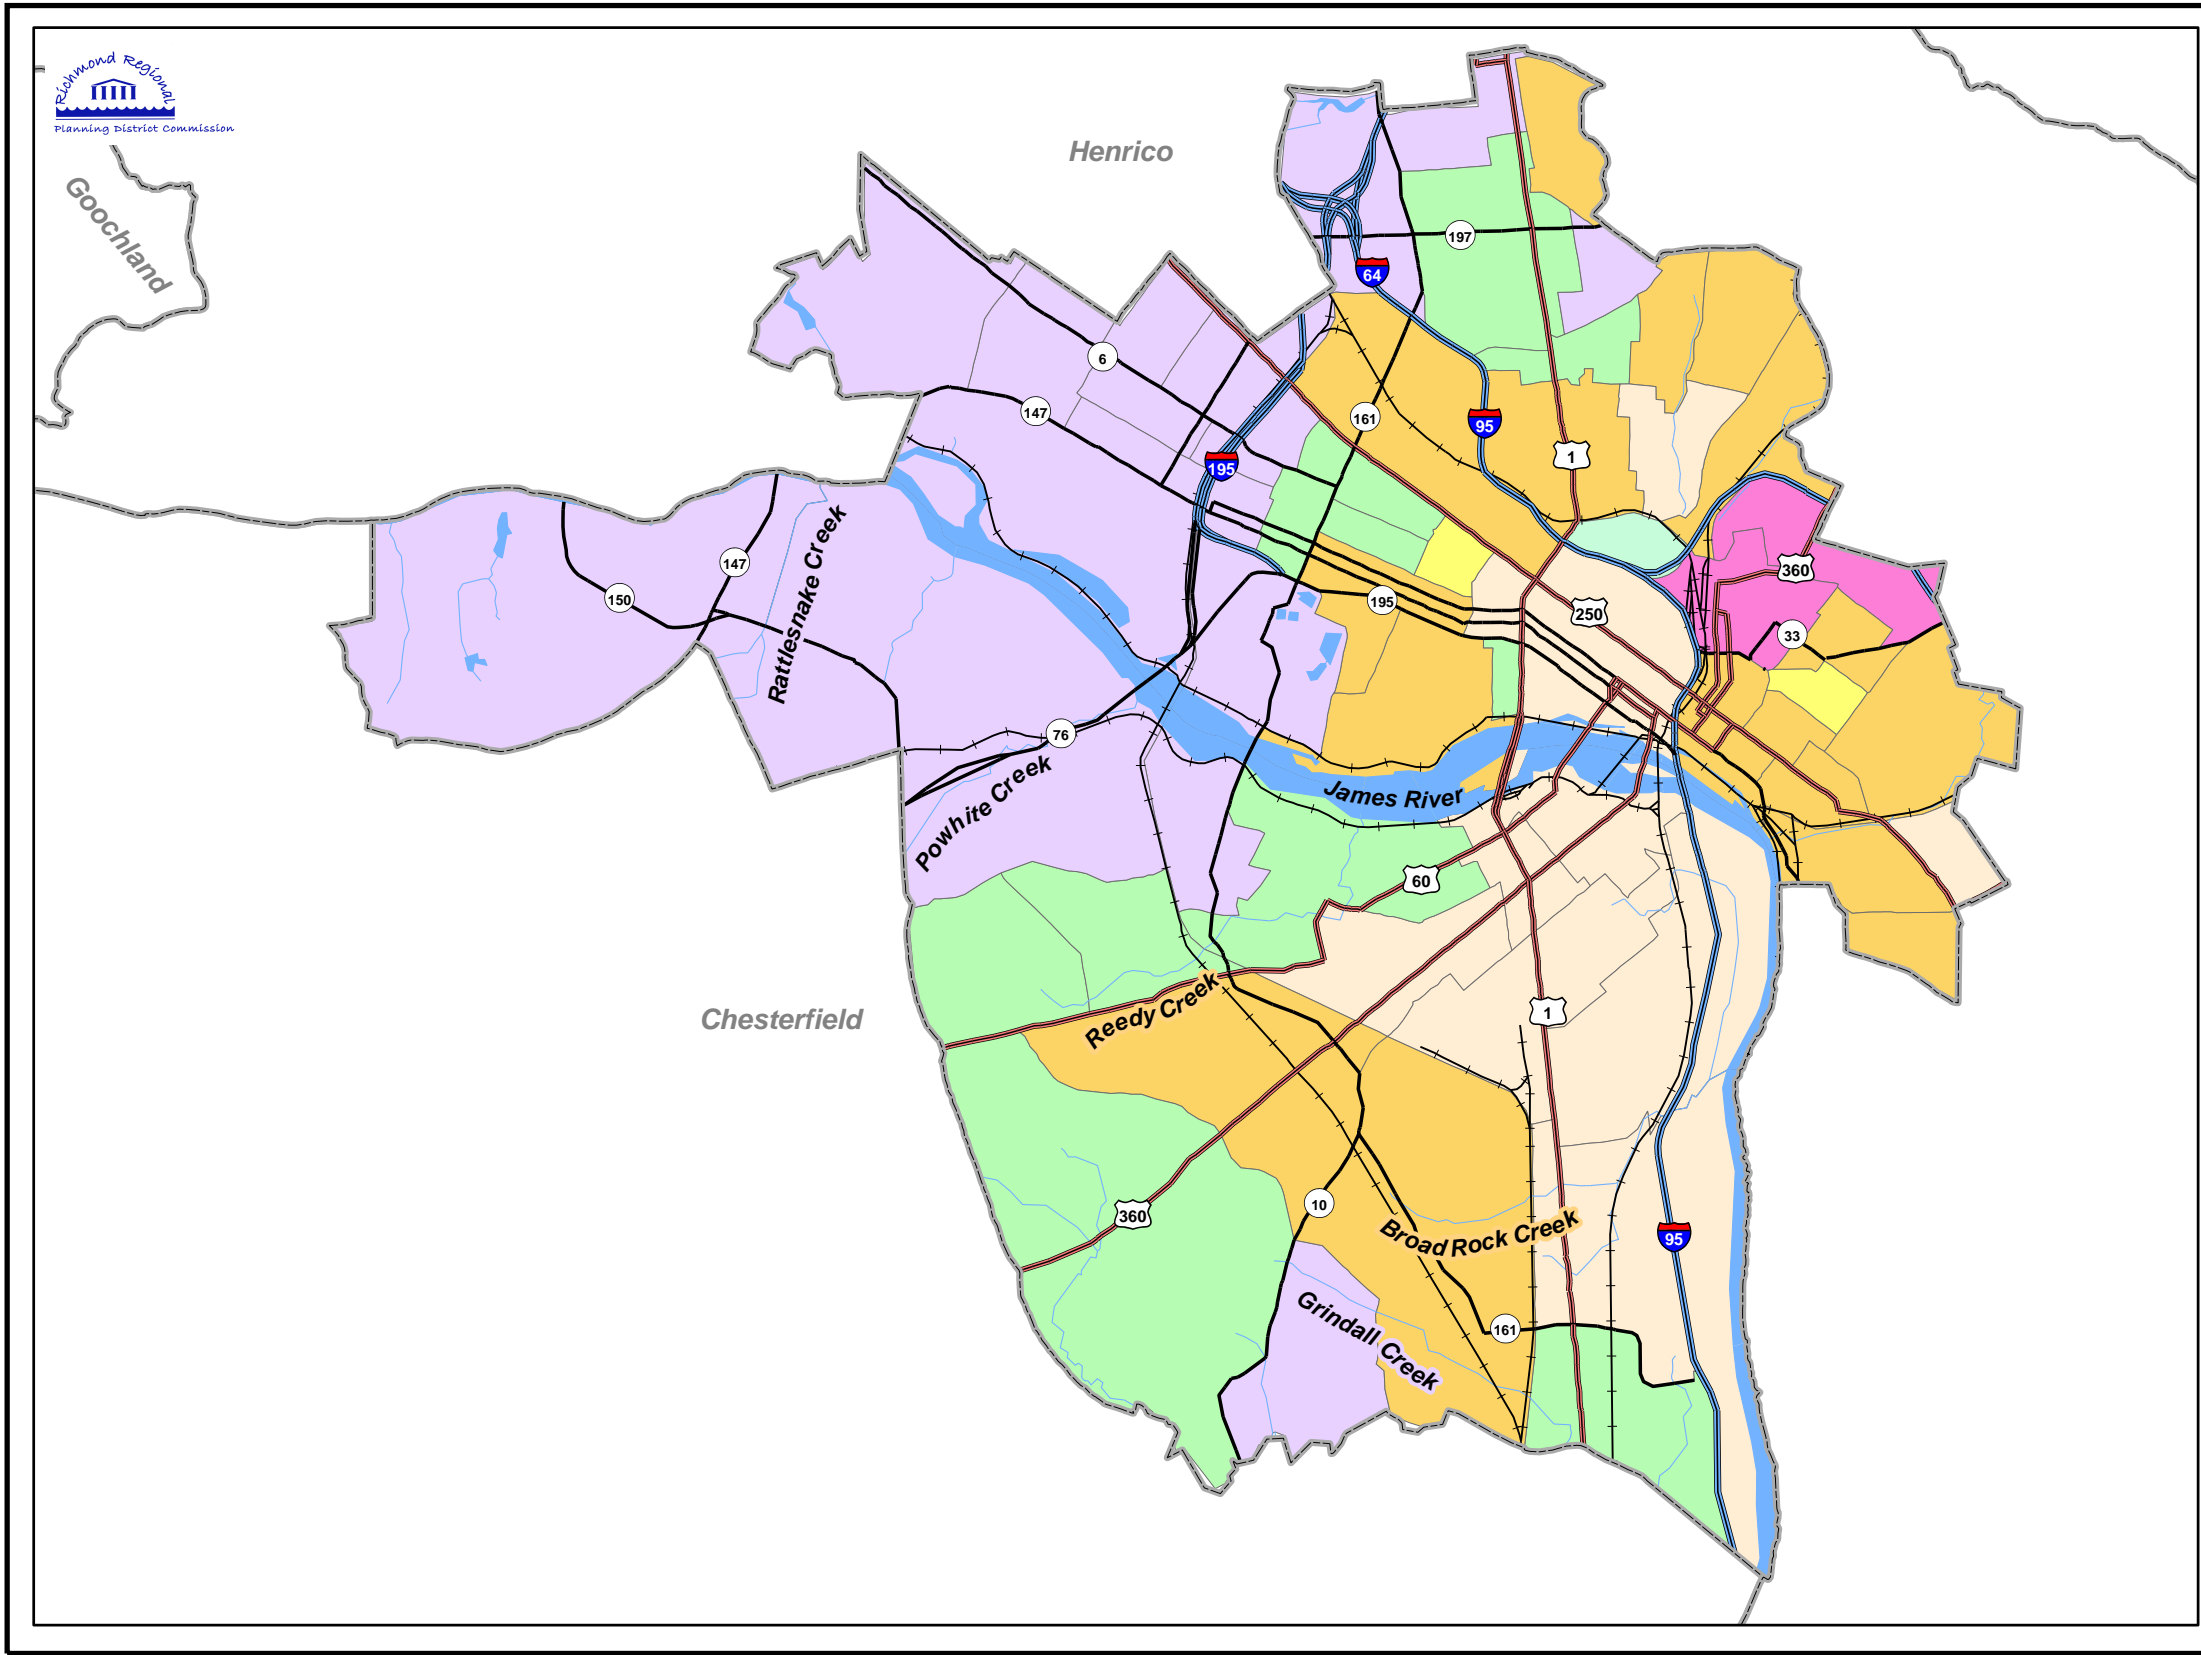 Richmond Regional
Planning District Commission
Henrico
Goochland
197
64
6
147
161
95
1
195
360
147
150
Rattlesnake Creek
195
250
33
76
Powhite Creek
James River
60
Chesterfield
Reedy Creek
1
360
10
Broad Rock Creek
95
Grindall Creek
161